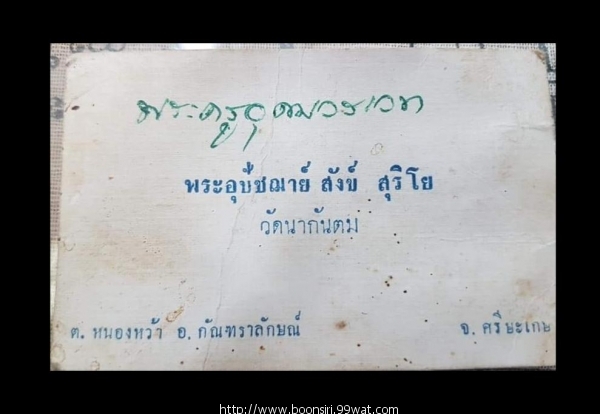 พระครูอุดมวรเวท
พระอุปัชฌาย์ สังข์ สุริโย
วัดนากันตม
ต. หนองหว้า อ. กัณฑราลักษณ์ จ. ศรีษะเกษ
http://www.boonsiri.99wat.com